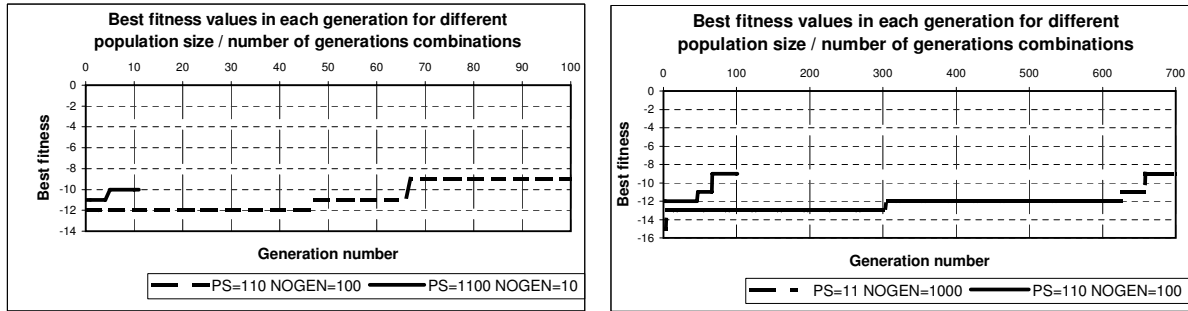 Best fitness values in each generation for different
population size / number of generations combinations
0 10 20 30 40 50 60 70 80 90 100
0
-2
-4
-6
-8
-10
-12
-14
Best fitness
Generation number
PS=110 NOGEN=100 PS=1100 NOGEN=10
Best fitness values in each generation for different
population size / number of generations combinations
0 100 200 300 400 500 600 700
0
-2
-4
-6
-8
-10
-12
-14
-16
Best fitness
Generation number
PS=11 NOGEN=1000 PS=110 NOGEN=100